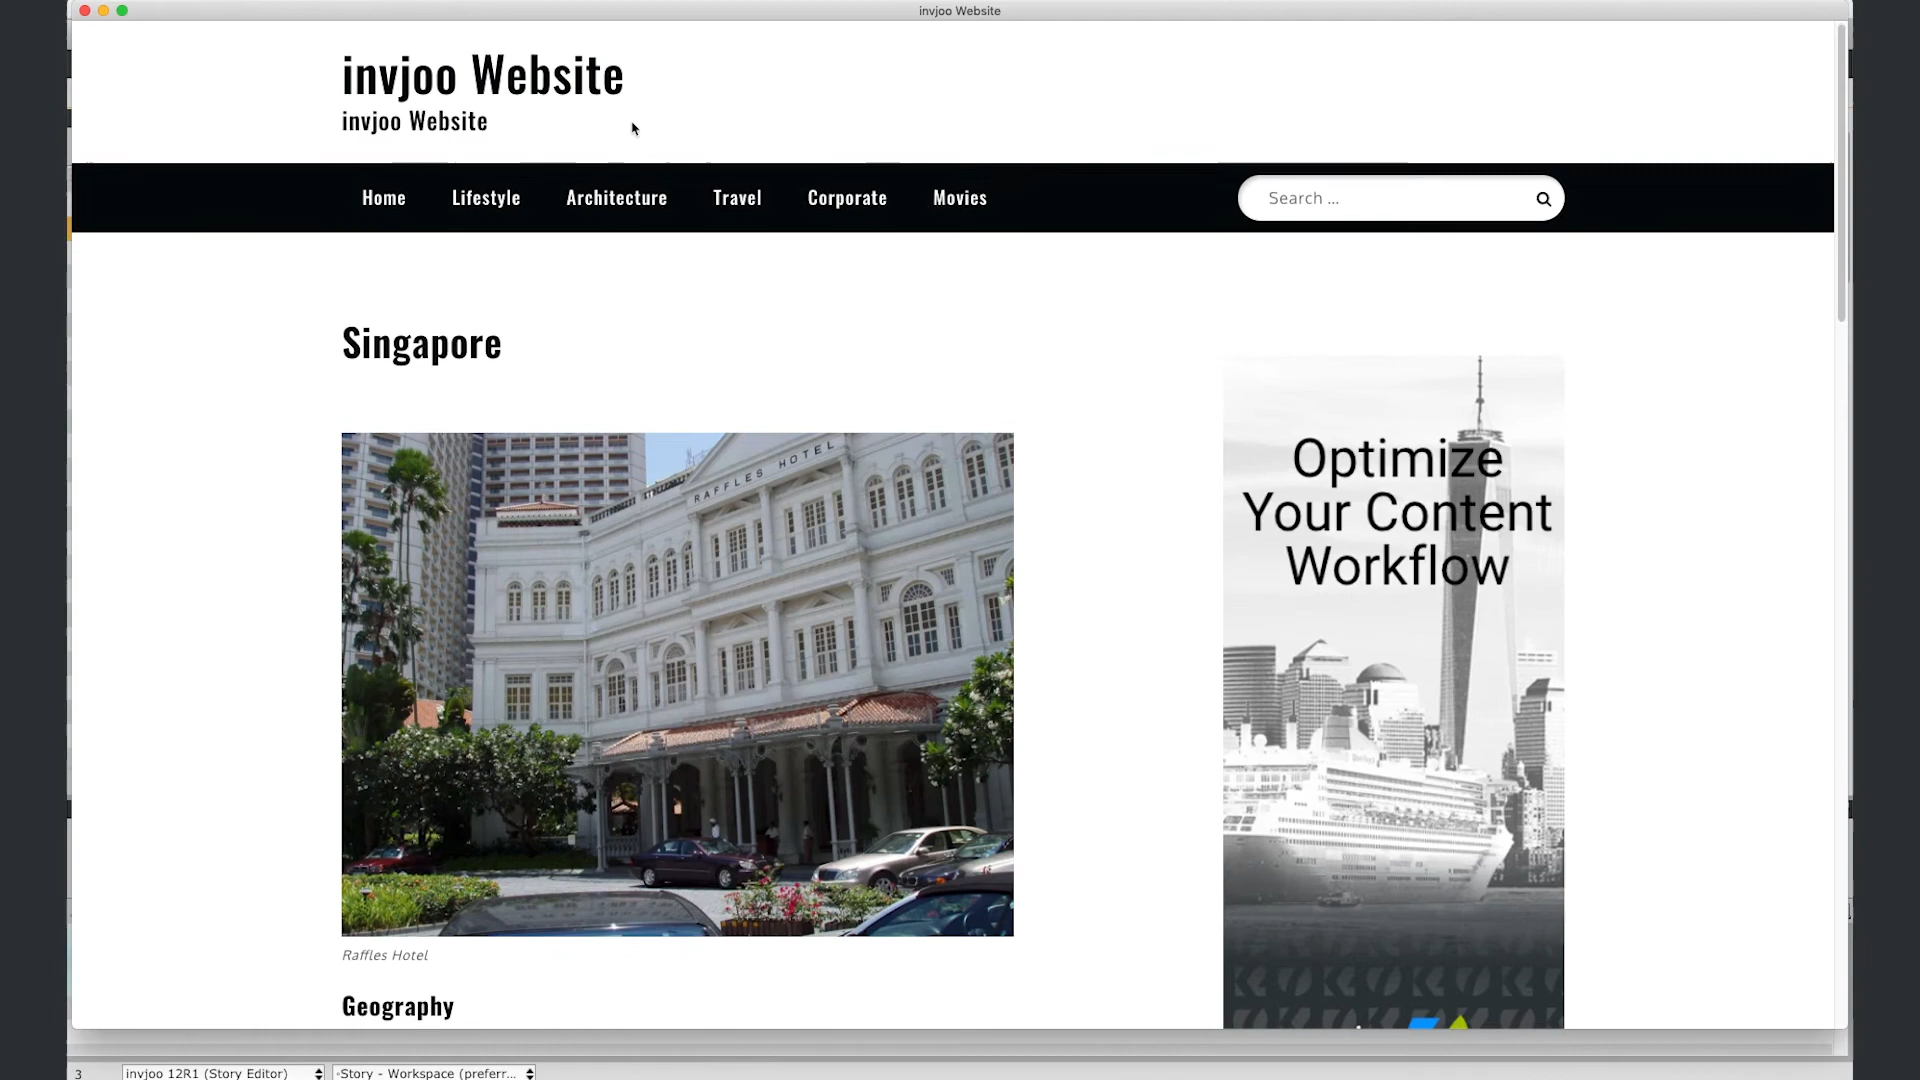 invjoo Website
invjoo Website
invjoo Website
Home Lifestyle Architecture Travel Corporate Movies
Search ...
Singapore
RAFFLES HOTEL
Optimize
Your Content
Workflow
Raffles Hotel
Geography
3 invjoo 12R1 (Story Editor) ◦Story - Workspace (preferr...